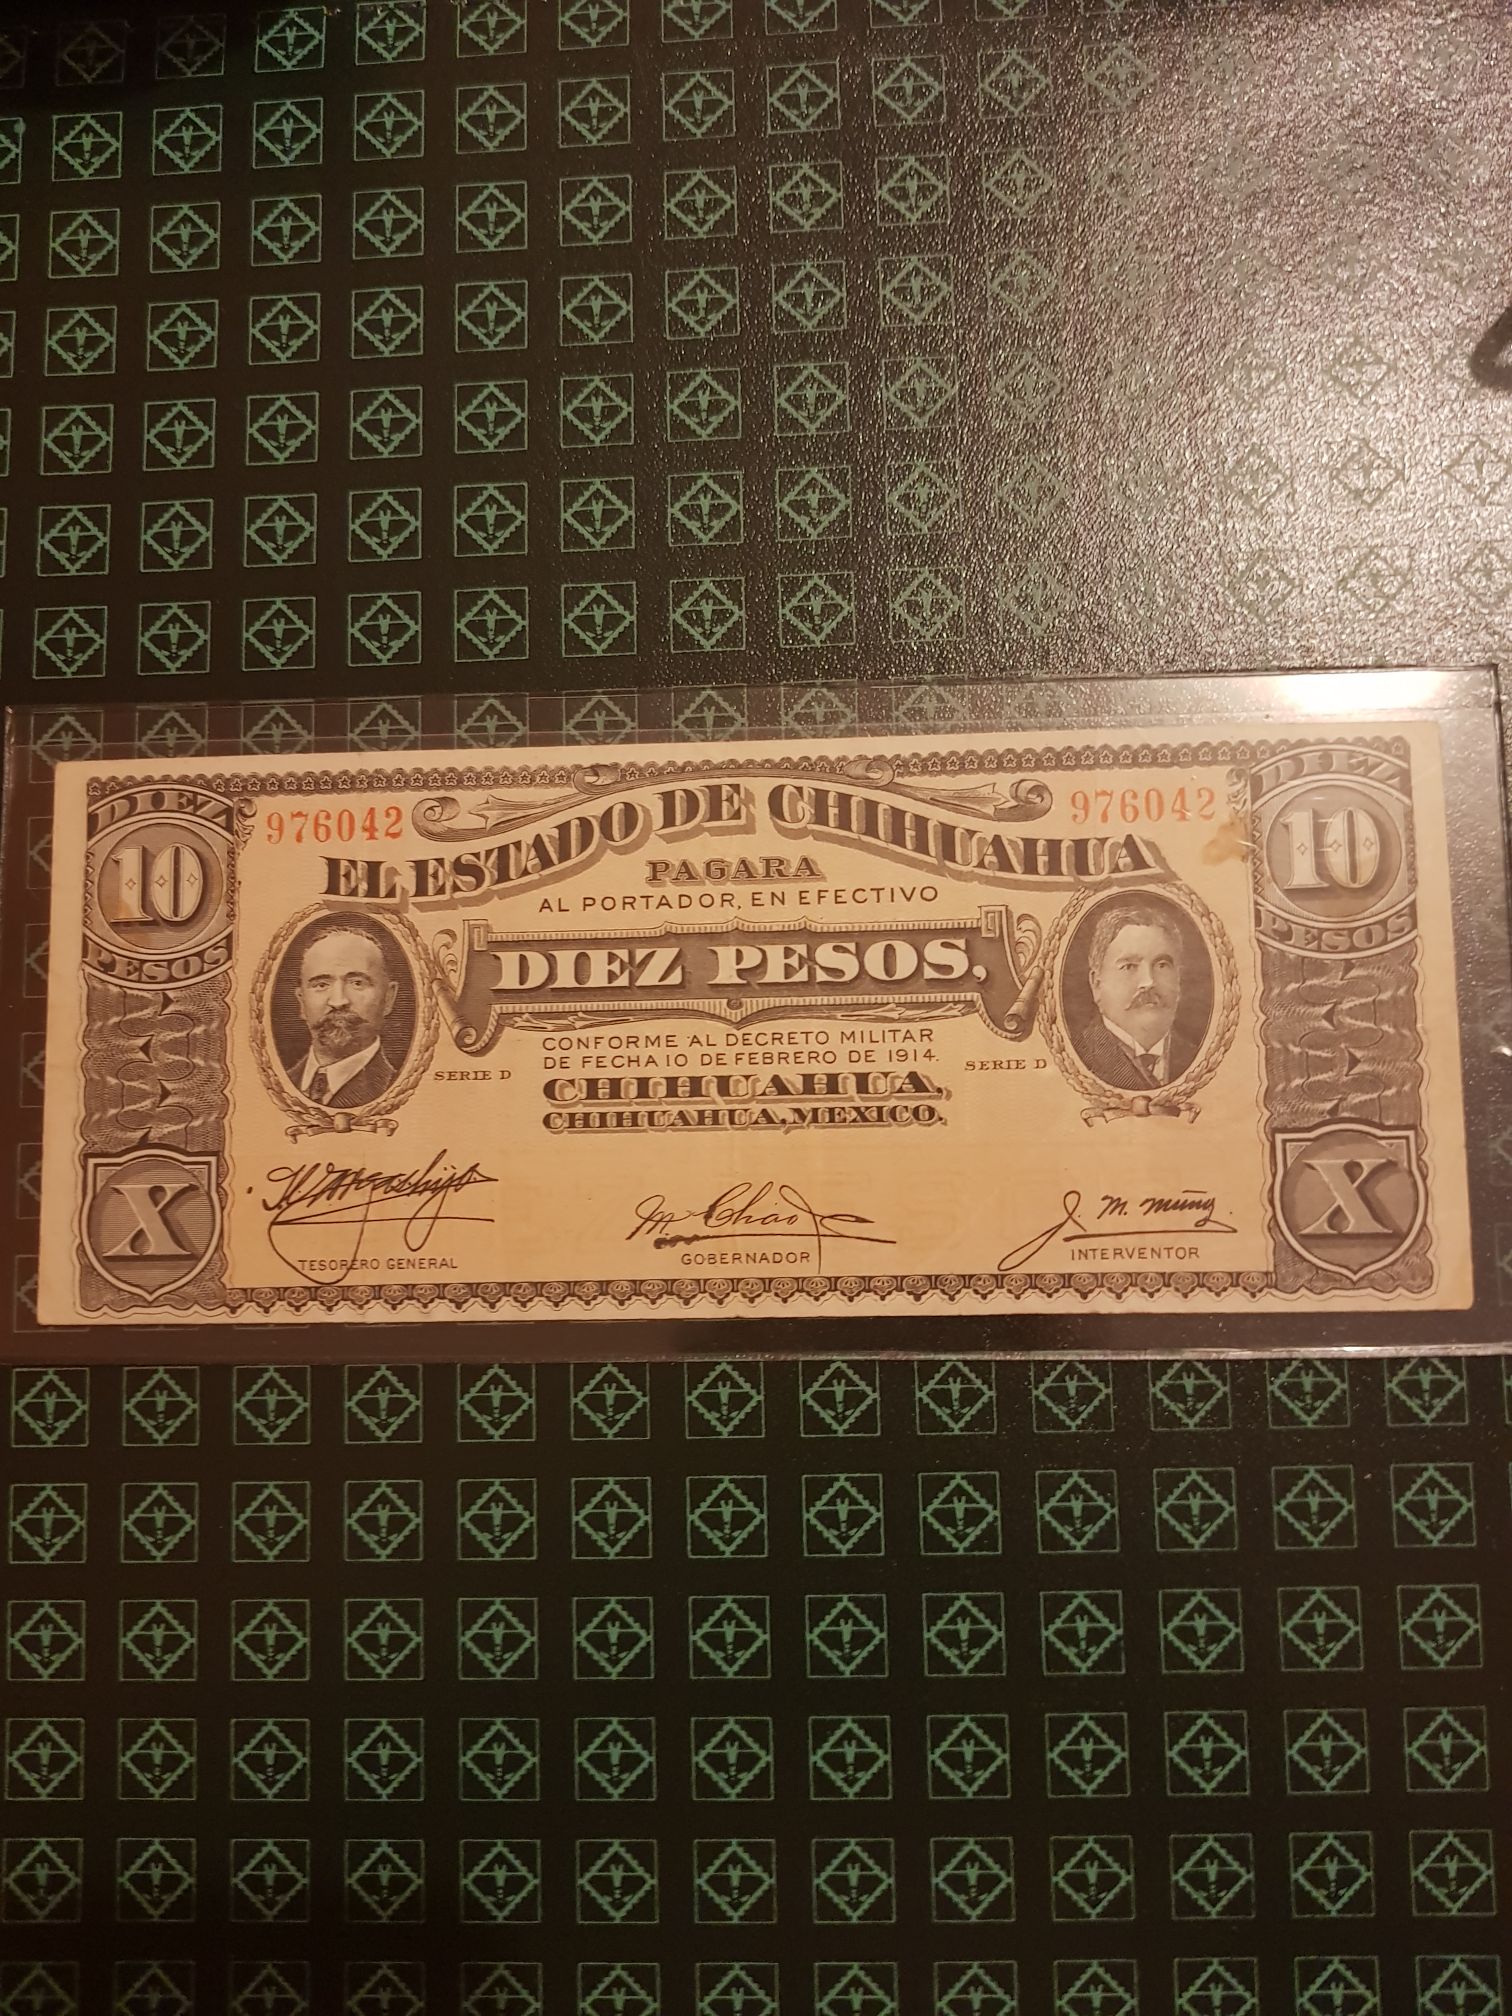 DIEZ
10
PESOS
976042
EL ESTADO DE CHIHUAHUA
976042
DIEZ
10
PESOS
PAGARA
AL PORTADOR, EN EFECTIVO
DIEZ PESOS,
CONFORME AL DECRETO MILITAR
DE FECHA 10 DE FEBRERO DE 1914.
SERIE D
SERIE D
CHIHUAHUA,
CHIHUAHUA, MEXICO.
X
M Chao
J. M. Muñoz
X
TESORERO GENERAL
GOBERNADOR
INTERVENTOR